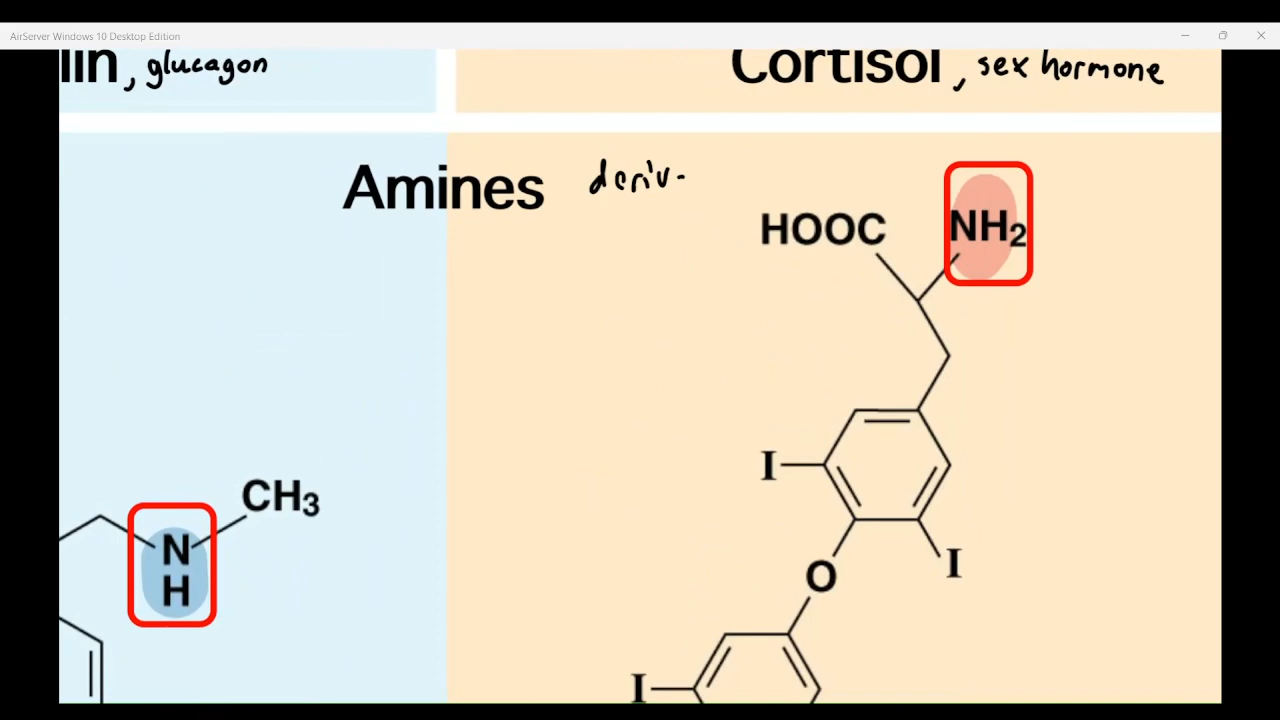 AirServer Windows 10 Desktop Edition
lin, glucagon
Cortisol, sex hormone
Amines deriv.
HOOC NH2
I
CH3
N
H
I
O
I